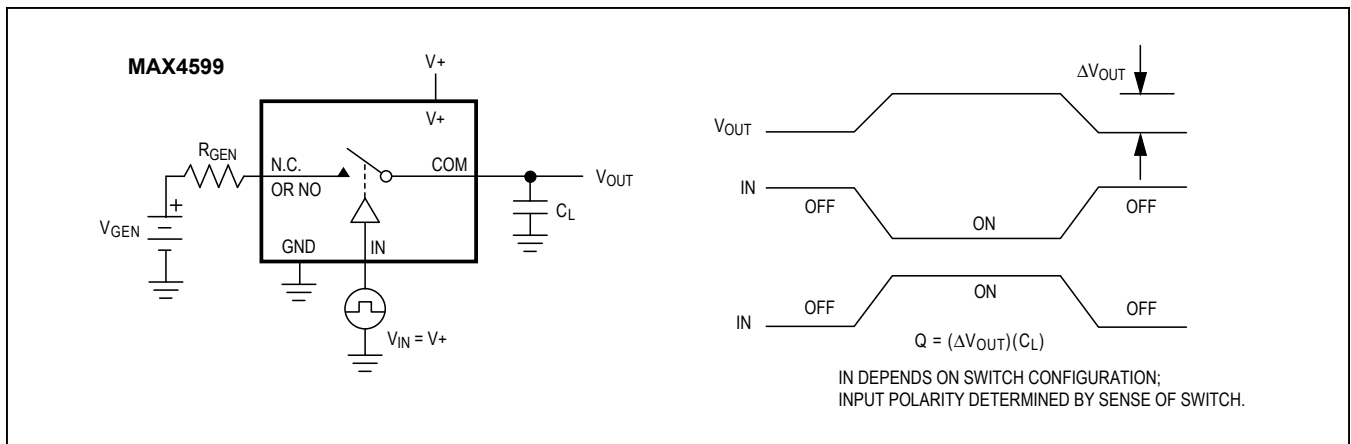 MAX4599
V+
V+
RGEN
N.C.
OR NO
COM
VOUT
+
VGEN
CL
GND
IN
VIN = V+
ΔVOUT
VOUT
IN
OFF
ON
OFF
IN
OFF
ON
OFF
Q = (ΔVOUT)(CL)
IN DEPENDS ON SWITCH CONFIGURATION;
INPUT POLARITY DETERMINED BY SENSE OF SWITCH.